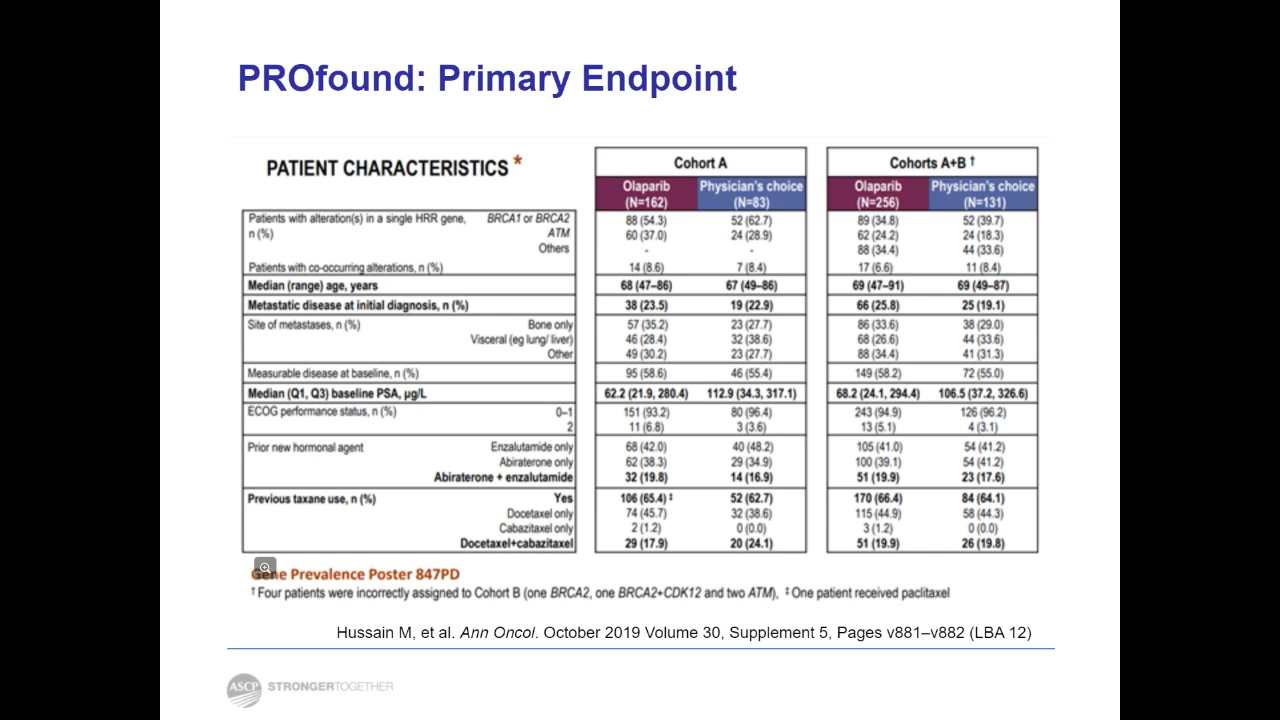 PROfound: Primary Endpoint
PATIENT CHARACTERISTICS *
Cohort A Cohorts A+B †
Olaparib Physician's choice Olaparib Physician's choice
(N=162) (N=83) (N=256) (N=131)
Patients with alteration(s) in a single HRR gene, BRCA1 or BRCA2 88 (54.3) 52 (62.7) 89 (34.8) 52 (39.7)
n (%) ATM 60 (37.0) 24 (28.9) 62 (24.2) 24 (18.3)
Others - - 88 (34.4) 44 (33.6)
Patients with co-occurring alterations, n (%) 14 (8.6) 7 (8.4) 17 (6.6) 11 (8.4)
Median (range) age, years 68 (47–86) 67 (49–86) 69 (47–91) 69 (49–87)
Metastatic disease at initial diagnosis, n (%) 38 (23.5) 19 (22.9) 66 (25.8) 25 (19.1)
Site of metastases, n (%) Bone only 57 (35.2) 23 (27.7) 86 (33.6) 38 (29.0)
Visceral (eg lung/ liver) 46 (28.4) 32 (38.6) 68 (26.6) 44 (33.6)
Other 49 (30.2) 23 (27.7) 88 (34.4) 41 (31.3)
Measurable disease at baseline, n (%) 95 (58.6) 46 (55.4) 149 (58.2) 72 (55.0)
Median (Q1, Q3) baseline PSA, µg/L 62.2 (21.9, 280.4) 112.9 (34.3, 317.1) 68.2 (24.1, 294.4) 106.5 (37.2, 326.6)
ECOG performance status, n (%) 0–1 151 (93.2) 80 (96.4) 243 (94.9) 126 (96.2)
2 11 (6.8) 3 (3.6) 13 (5.1) 4 (3.1)
Prior new hormonal agent Enzalutamide only 68 (42.0) 40 (48.2) 105 (41.0) 54 (41.2)
Abiraterone only 62 (38.3) 29 (34.9) 100 (39.1) 54 (41.2)
Abiraterone + enzalutamide 32 (19.8) 14 (16.9) 51 (19.9) 23 (17.6)
Previous taxane use, n (%) Yes 106 (65.4) ‡ 52 (62.7) 170 (66.4) 84 (64.1)
Docetaxel only 74 (45.7) 32 (38.6) 115 (44.9) 58 (44.3)
Cabazitaxel only 2 (1.2) 0 (0.0) 3 (1.2) 0 (0.0)
Docetaxel+cabazitaxel 29 (17.9) 20 (24.1) 51 (19.9) 26 (19.8)
Gene Prevalence Poster 847PD
† Four patients were incorrectly assigned to Cohort B (one BRCA2, one BRCA2+CDK12 and two ATM), ‡ One patient received paclitaxel
Hussain M, et al. Ann Oncol. October 2019 Volume 30, Supplement 5, Pages v881–v882 (LBA 12)
ASCP STRONGERTOGETHER